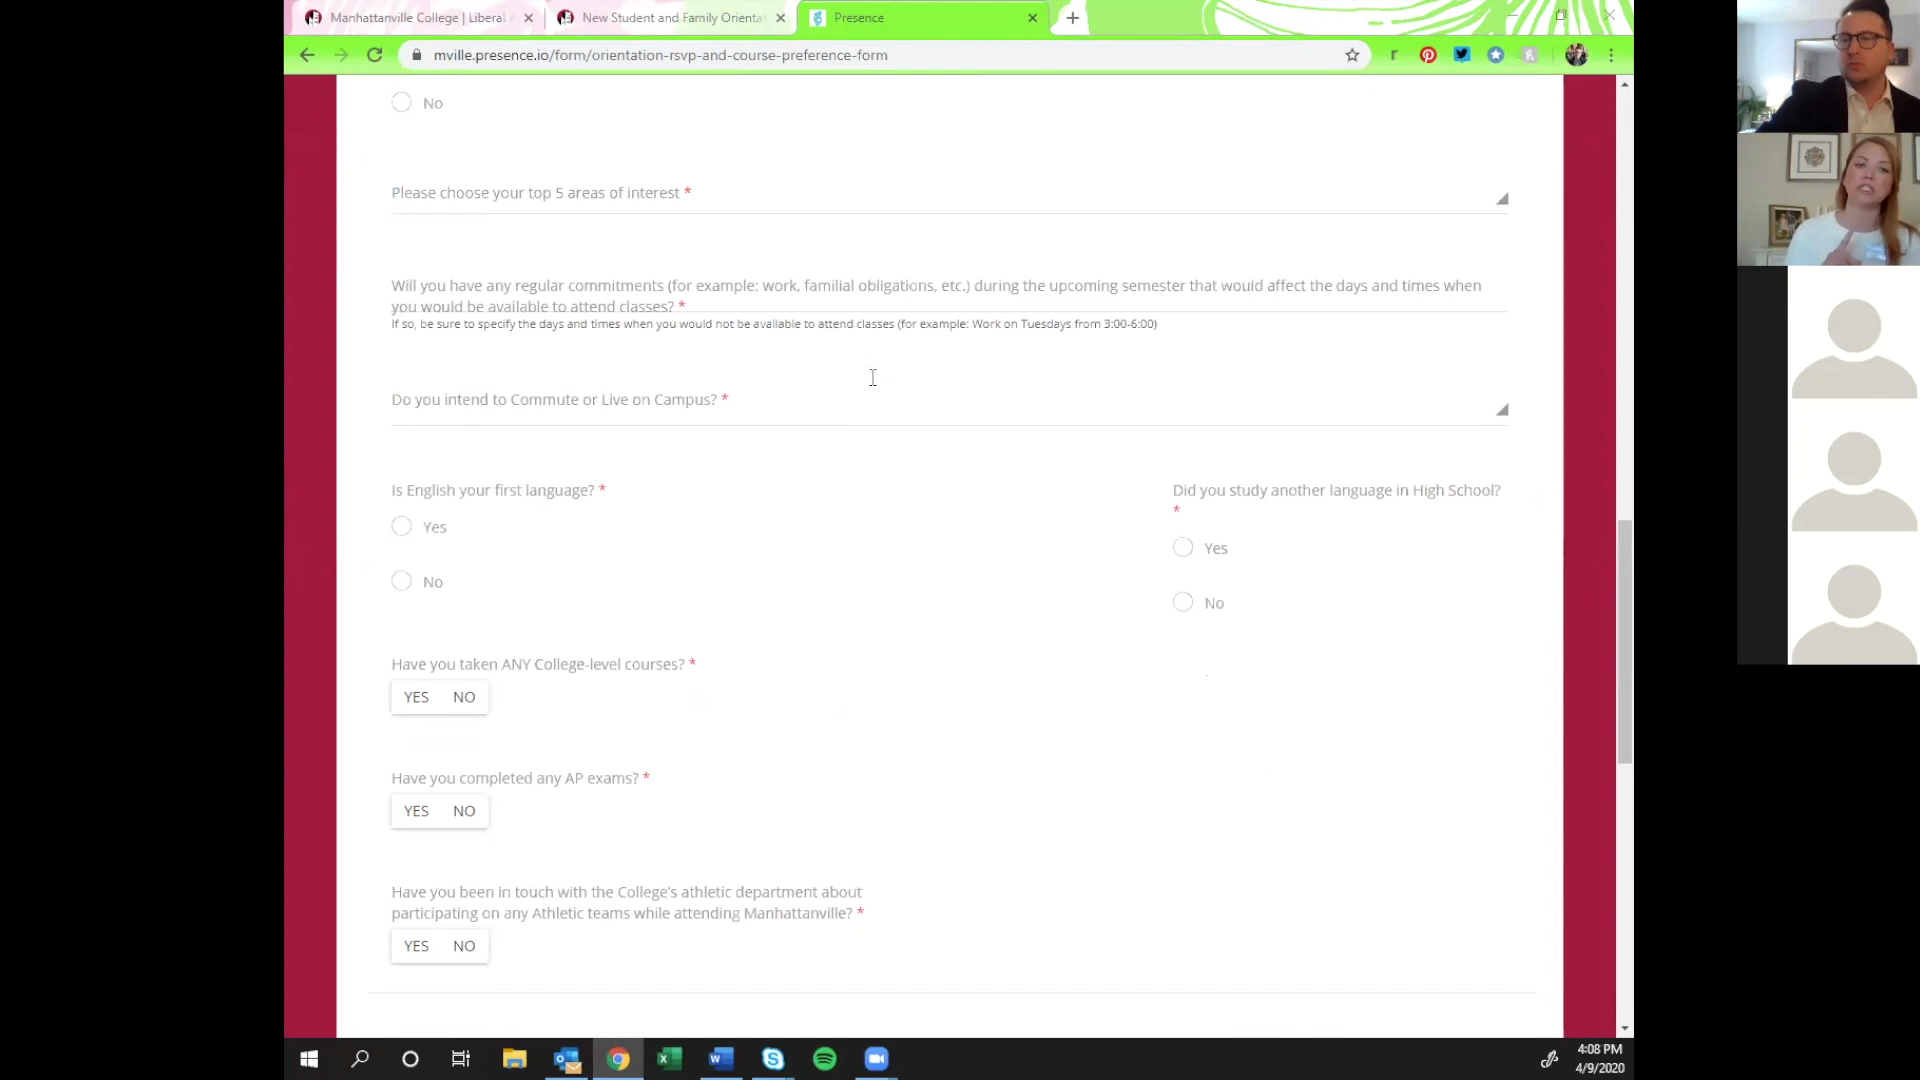 Manhattanville College | Liberal
New Student and Family Orienta
Presence
mville.presence.io/form/orientation-rsvp-and-course-preference-form
No
Please choose your top 5 areas of interest *
Will you have any regular commitments (for example: work, familial obligations, etc.) during the upcoming semester that would affect the days and times when
you would be available to attend classes? *
If so, be sure to specify the days and times when you would not be available to attend classes (for example: Work on Tuesdays from 3:00-6:00)
Do you intend to Commute or Live on Campus? *
Is English your first language? *
Yes
No
Did you study another language in High School?
*
Yes
No
Have you taken ANY College-level courses? *
YES NO
Have you completed any AP exams? *
YES NO
Have you been in touch with the College's athletic department about
participating on any Athletic teams while attending Manhattanville? *
YES NO
4:08 PM
4/9/2020